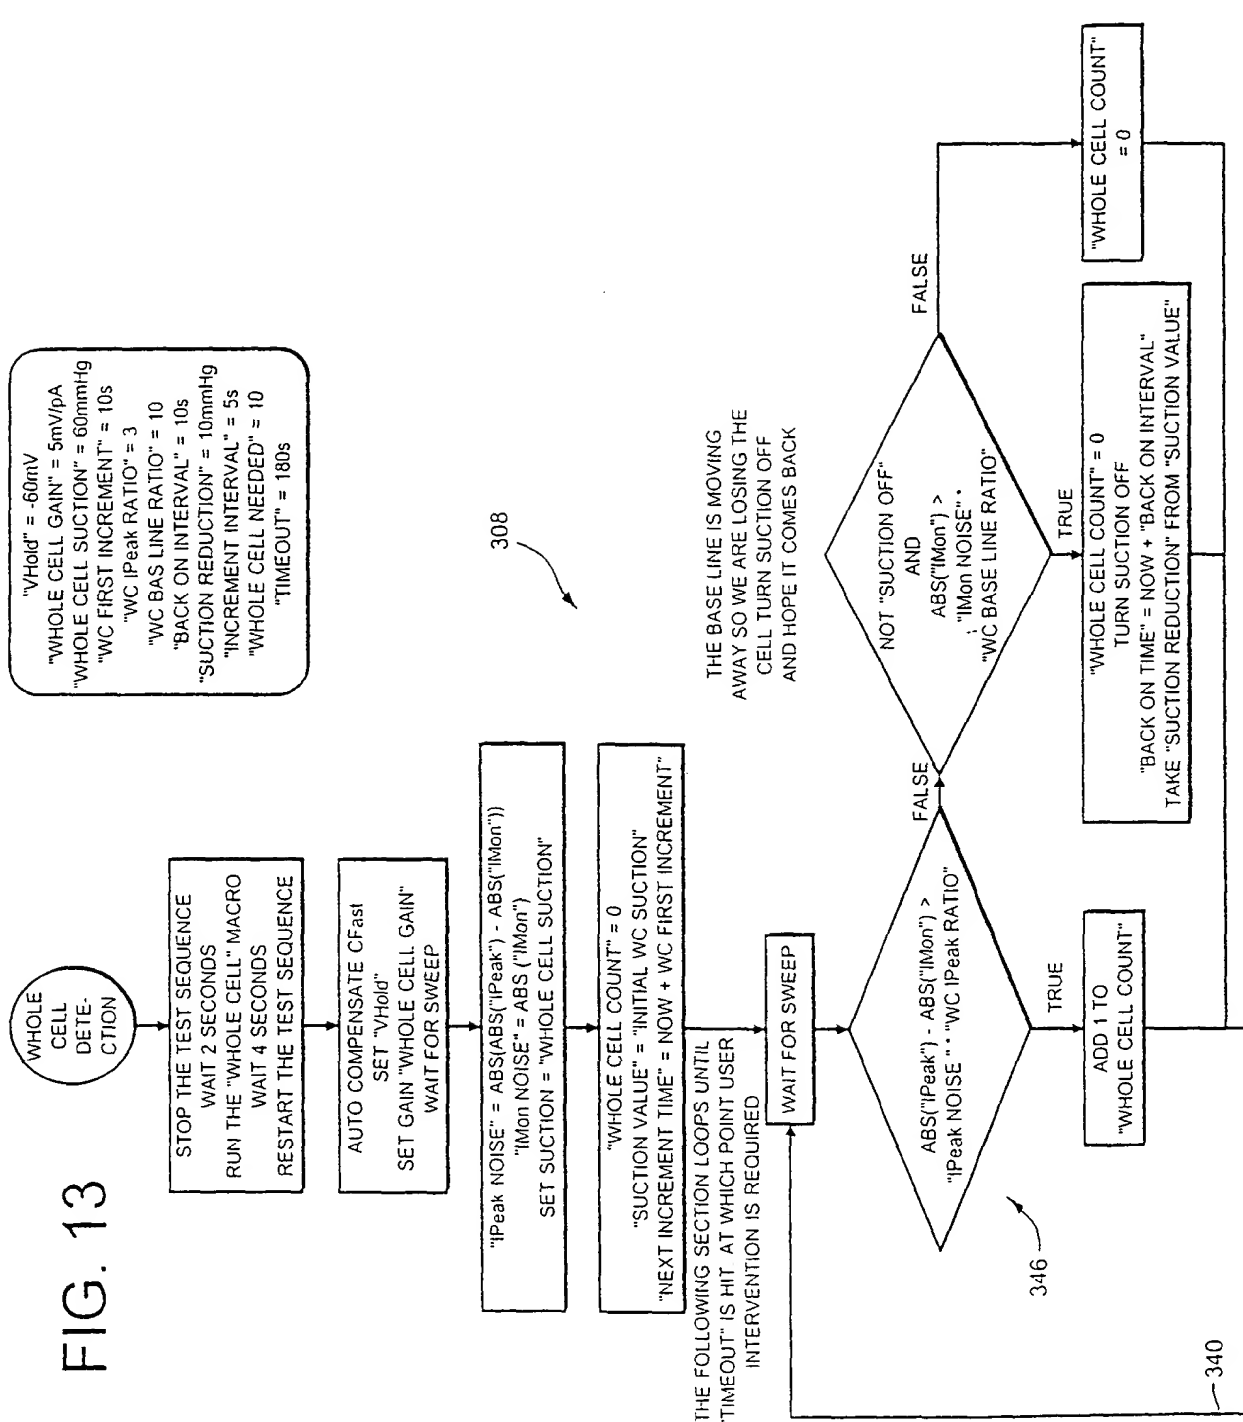 FIG. 13
WHOLE
CELL
DETE-
CTION
"VHold" = -60mV
"WHOLE CELL GAIN" = 5mV/pA
"WHOLE CELL SUCTION" = 60mmHg
"WC FIRST INCREMENT" = 10s
"WC IPeak RATIO" = 3
"WC BAS LINE RATIO" = 10
"BACK ON INTERVAL" = 10s
"SUCTION REDUCTION" = 10mmHg
"INCREMENT INTERVAL" = 5s
"WHOLE CELL NEEDED" = 10
"TIMEOUT" = 180s
STOP THE TEST SEQUENCE
WAIT 2 SECONDS
RUN THE "WHOLE CELL" MACRO
WAIT 4 SECONDS
RESTART THE TEST SEQUENCE
AUTO COMPENSATE CFast
SET "VHold"
SET GAIN "WHOLE CELL GAIN"
WAIT FOR SWEEP
"IPeak NOISE" = ABS(ABS("IPeak") - ABS("IMon"))
"IMon NOISE" = ABS ("IMon")
SET SUCTION = "WHOLE CELL SUCTION"
308
"WHOLE CELL COUNT" = 0
"SUCTION VALUE" = "INITIAL WC SUCTION"
"NEXT INCREMENT TIME" = NOW + WC FIRST INCREMENT"
THE FOLLOWING SECTION LOOPS UNTIL
"TIMEOUT" IS HIT. AT WHICH POINT USER
INTERVENTION IS REQUIRED
WAIT FOR SWEEP
THE BASE LINE IS MOVING
AWAY SO WE ARE LOSING THE
CELL TURN SUCTION OFF
AND HOPE IT COMES BACK
ABS("IPeak") - ABS("IMon") >
"IPeak NOISE " • "WC IPeak RATIO"
FALSE
NOT "SUCTION OFF"
AND
ABS("IMon") >
"IMon NOISE" •
"WC BASE LINE RATIO"
FALSE
346
TRUE
TRUE
ADD 1 TO
"WHOLE CELL COUNT"
"WHOLE CELL COUNT" = 0
TURN SUCTION OFF
"BACK ON TIME" = NOW + "BACK ON INTERVAL"
TAKE "SUCTION REDUCTION" FROM "SUCTION VALUE"
"WHOLE CELL COUNT"
= 0
340